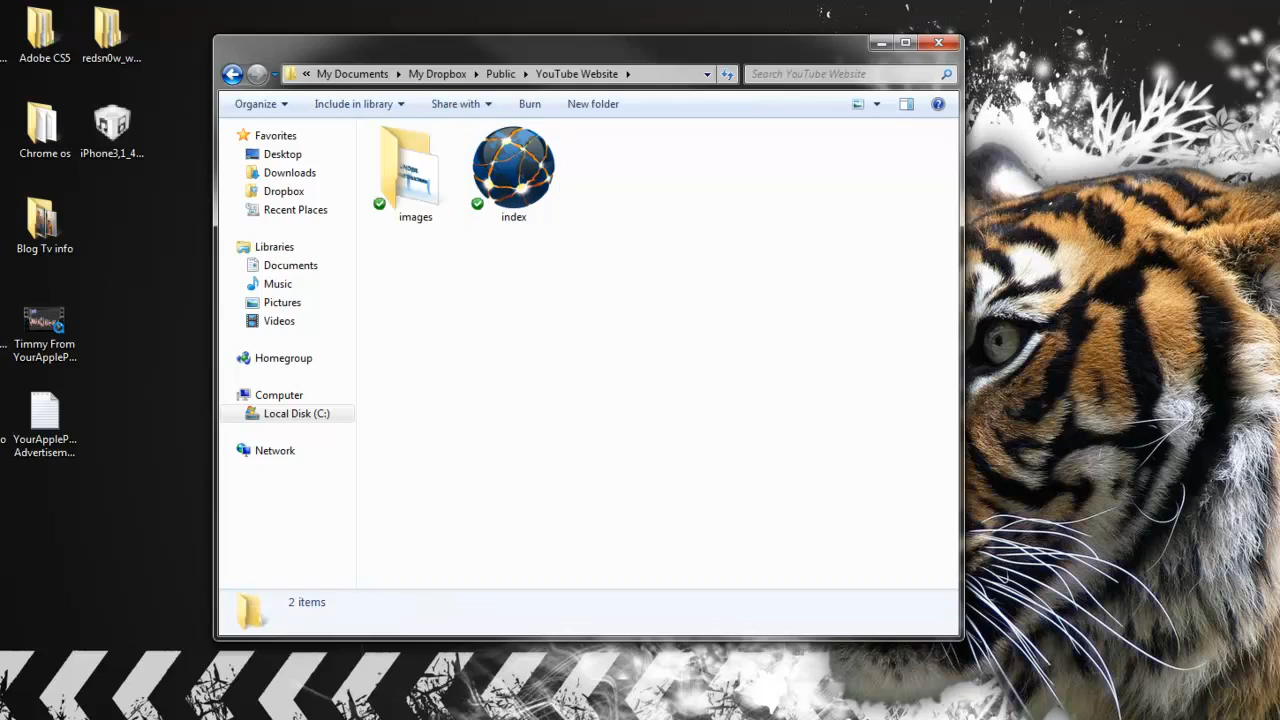 Adobe CS5
redsn0w_w...
Chrome os
iPhone3,1_4...
Blog Tv info
Timmy From
YourAppleP...
YourAppleP...
Advertisem...
« My Documents My Dropbox Public YouTube Website
Search YouTube Website
Organize Include in library Share with Burn New folder
Favorites
Desktop
Downloads
Dropbox
Recent Places
Libraries
Documents
Music
Pictures
Videos
Homegroup
Computer
Local Disk (C:)
Network
images
index
2 items